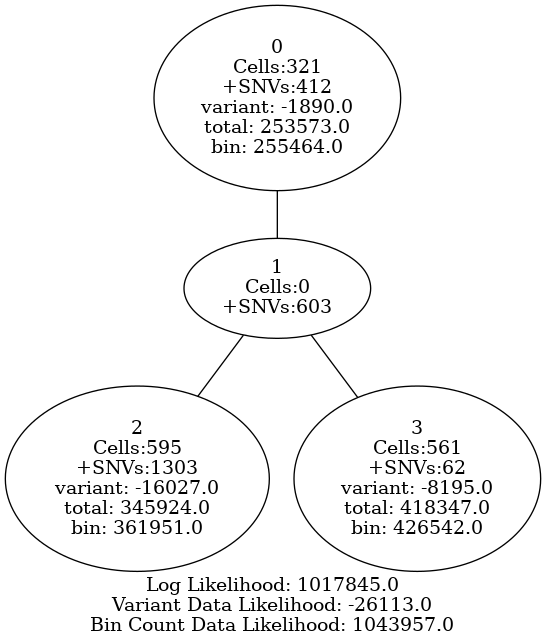 0
Cells:321
+SNVs:412
variant: -1890.0
total: 253573.0
bin: 255464.0
1
Cells:0
+SNVs:603
2
Cells:595
+SNVs:1303
variant: -16027.0
total: 345924.0
bin: 361951.0
3
Cells:561
+SNVs:62
variant: -8195.0
total: 418347.0
bin: 426542.0
Log Likelihood: 1017845.0
Variant Data Likelihood: -26113.0
Bin Count Data Likelihood: 1043957.0